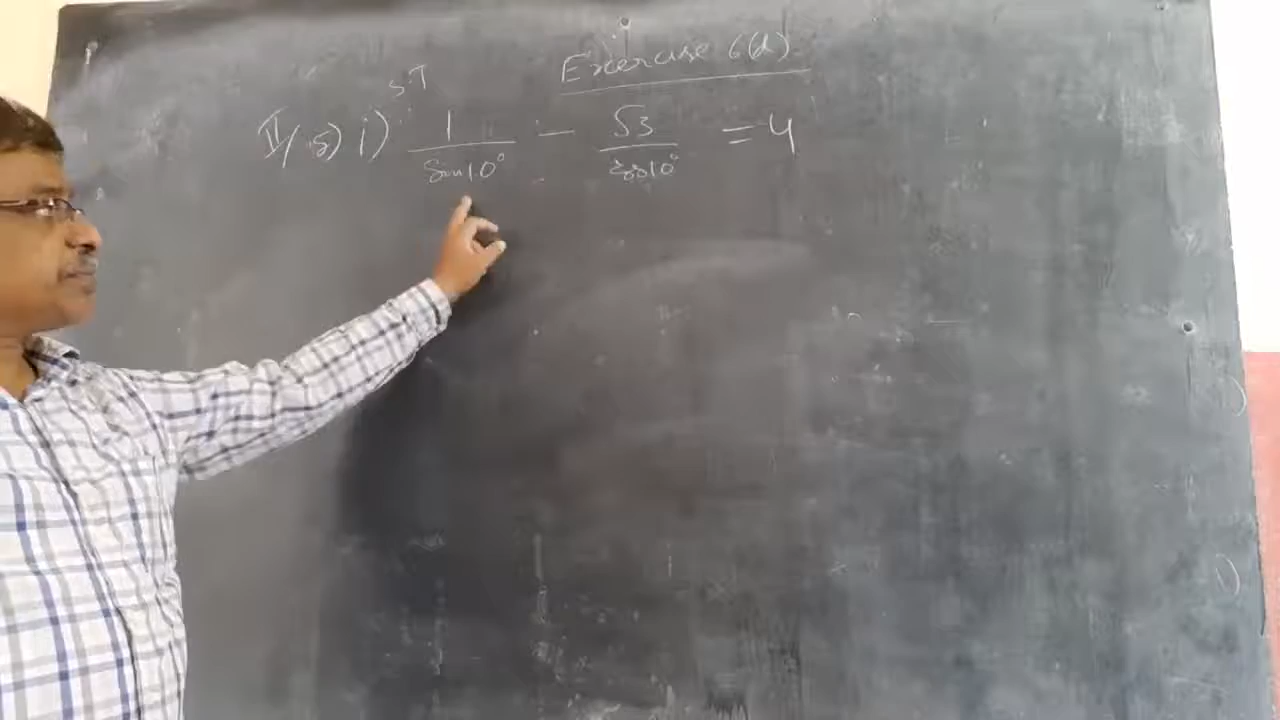 Exercise 6(d)
S.T
II/ 5) i) 1/sin10° - √3/cos10° = 4